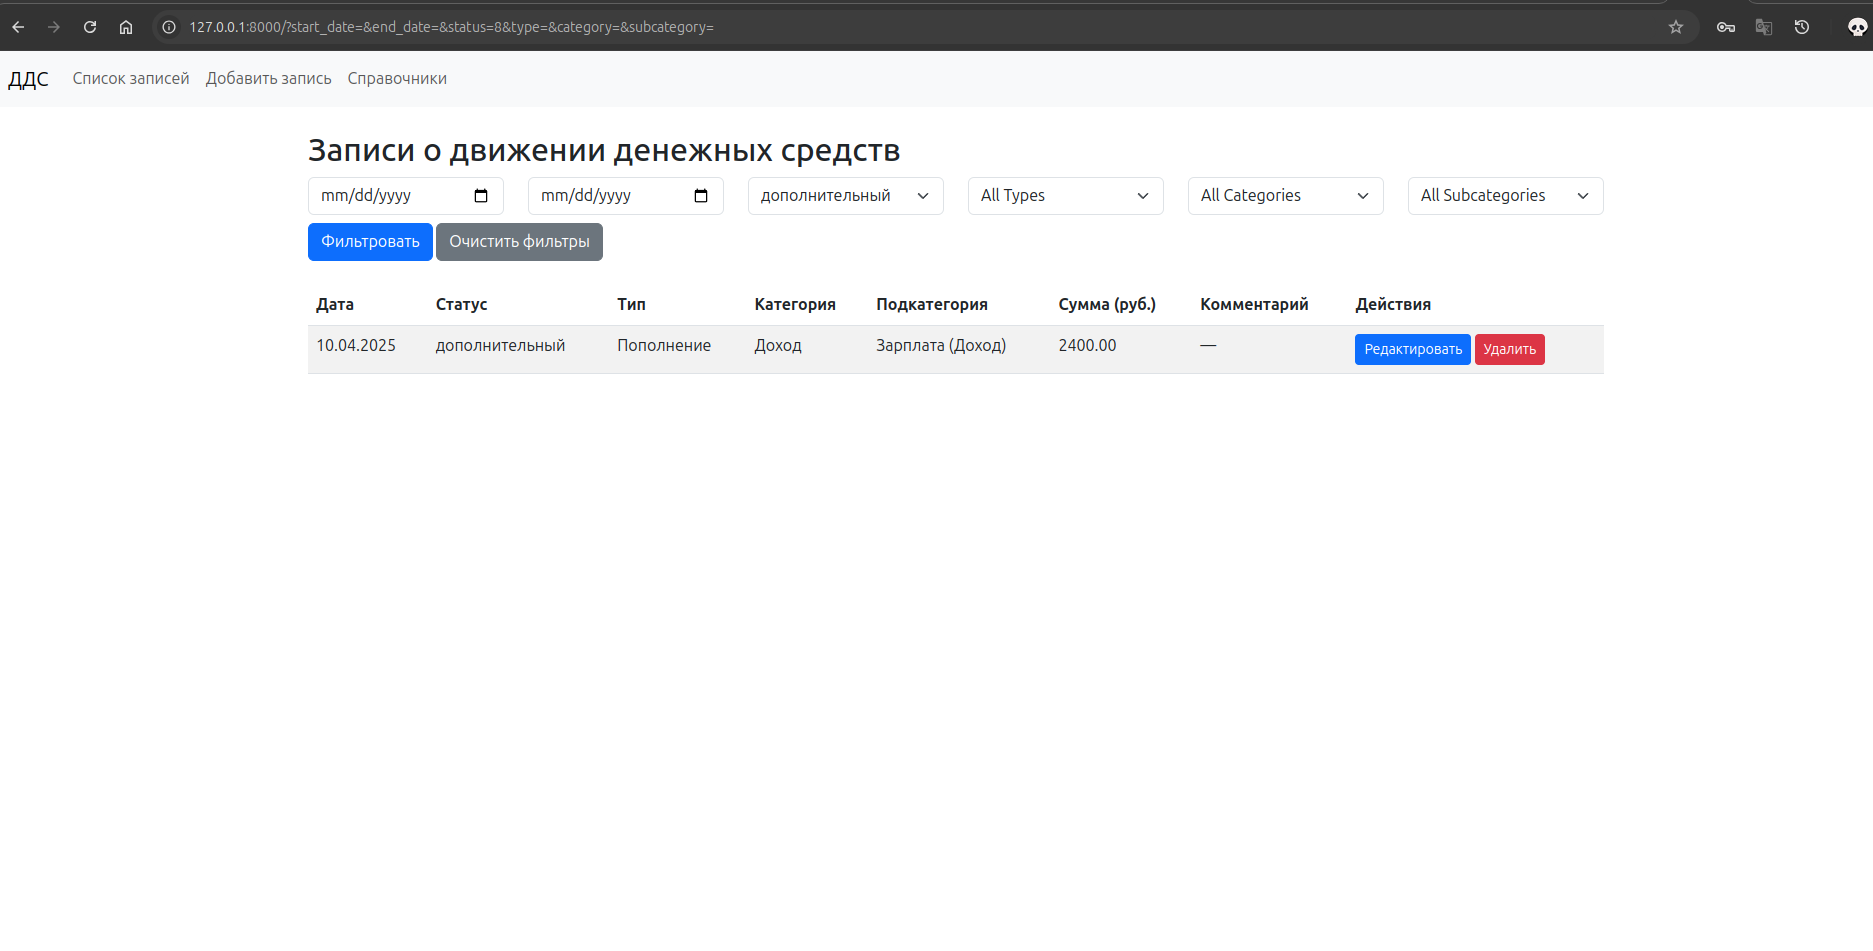 127.0.0.1:8000/?start_date=&end_date=&status=8&type=&category=&subcategory=
ДДС Список записей Добавить запись Справочники
Записи о движении денежных средств
mm/dd/yyyy mm/dd/yyyy дополнительный All Types All Categories All Subcategories
Фильтровать Очистить фильтры
Дата Статус Тип Категория Подкатегория Сумма (руб.) Комментарий Действия
10.04.2025 дополнительный Пополнение Доход Зарплата (Доход) 2400.00 — Редактировать Удалить